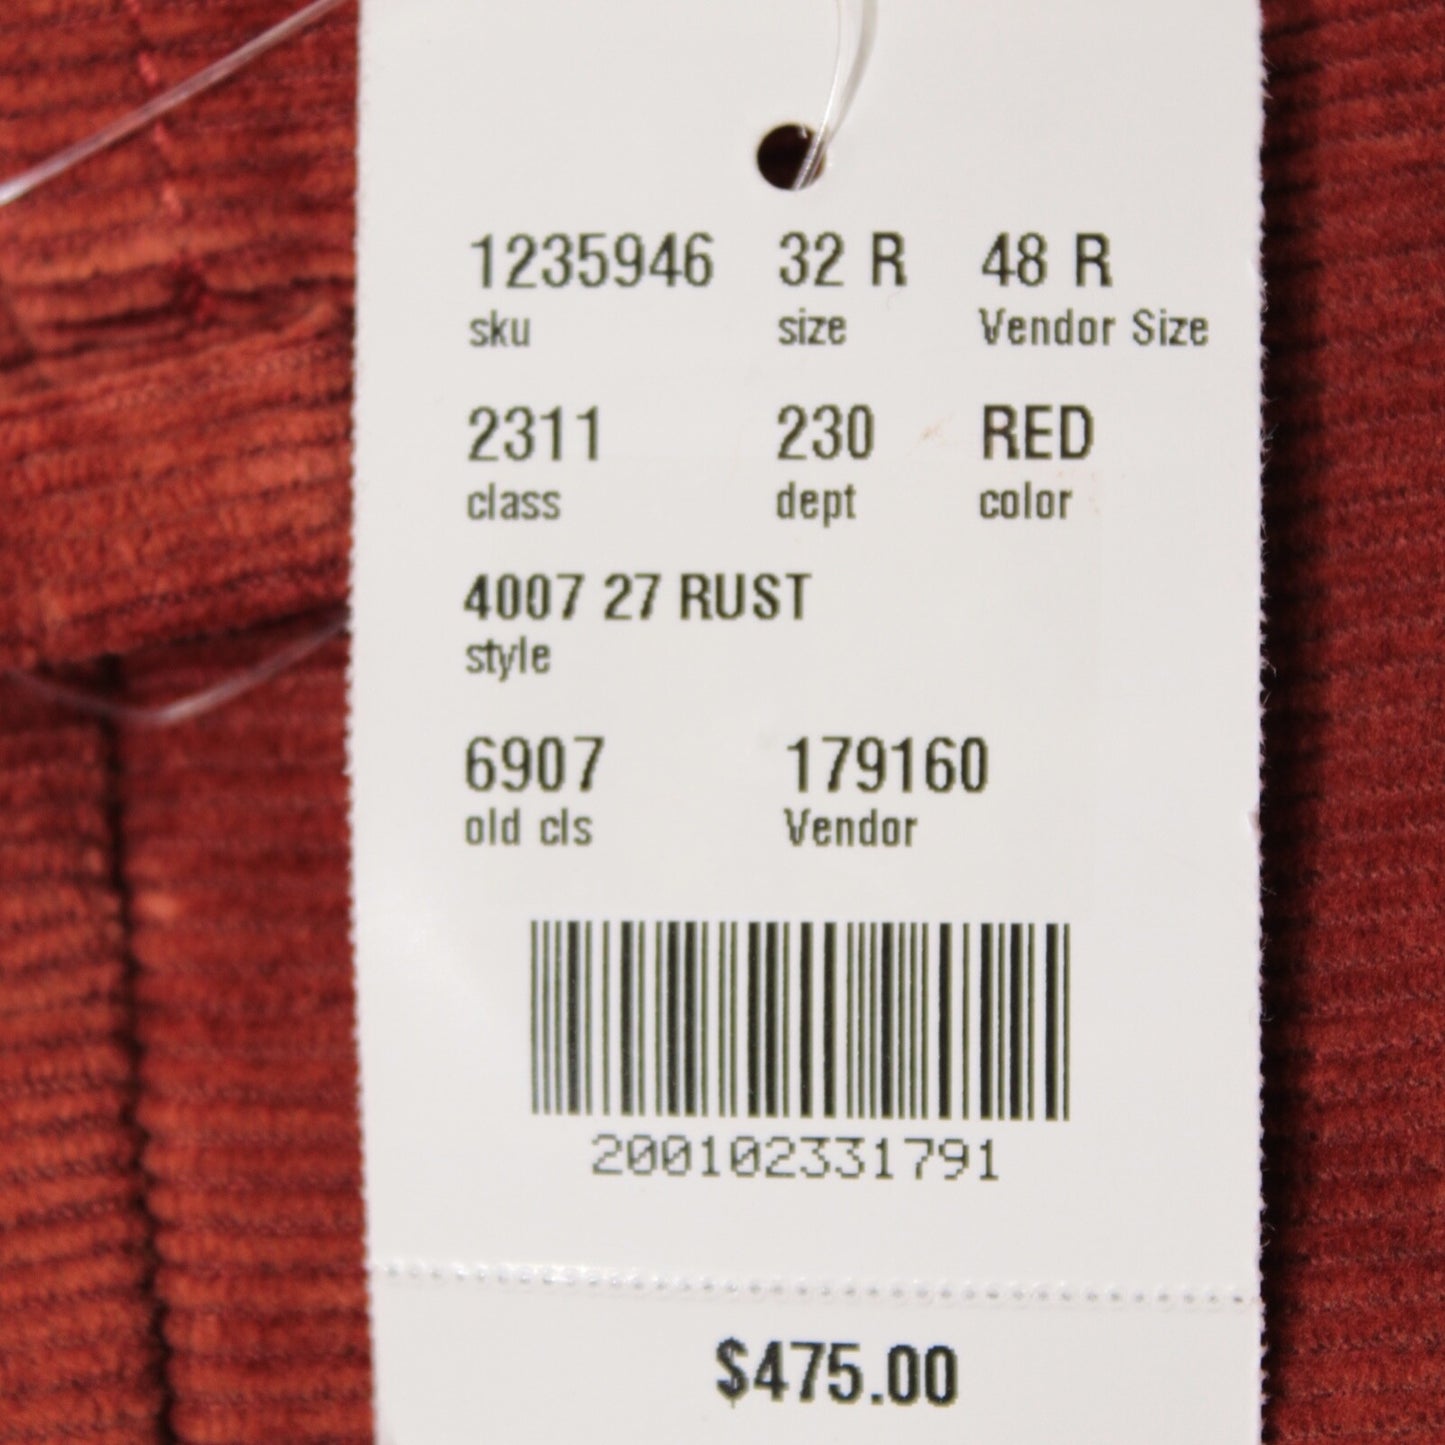 1235946 32 R 48 R
sku size Vendor Size
2311 230 RED
class dept color
4007 27 RUST
style
6907 179160
old cls Vendor
200102331791
$475.00